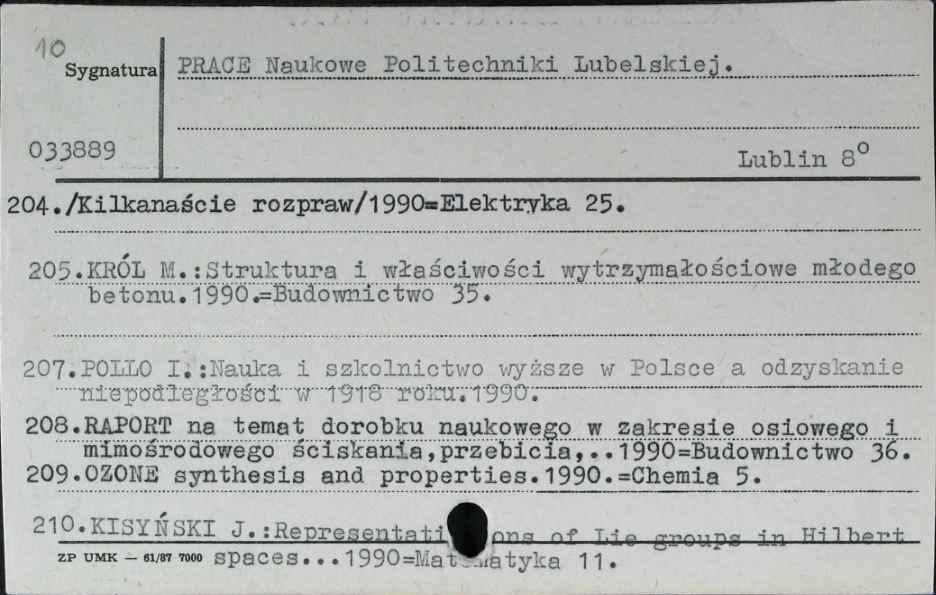 10
Sygnatura
PRACE Naukowe Politechniki Lubelskiej.
033889
Lublin 8°
204./Kilkanaście rozpraw/1990=Elektryka 25.
205.KRÓL M.:Struktura i właściwości wytrzymałościowe młodego
betonu.1990.=Budownictwo 35.
207.POLLO I.:Nauka i szkolnictwo wyższe w Polsce a odzyskanie
niepodległości w 1918 roku.1990.
208.RAPORT na temat dorobku naukowego w zakresie osiowego i
mimośrodowego ściskania,przebicia,..1990=Budownictwo 36.
209.OZONE synthesis and properties.1990.=Chemia 5.
210.KISYŃSKI J.:Representati ons of Lie groups in Hilbert
ZP UMK — 61/87 7000 spaces...1990=Matematyka 11.